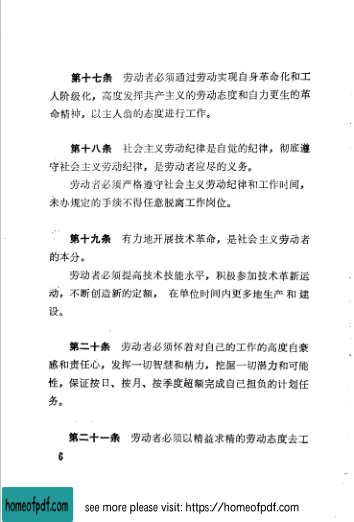 第十七条 劳动者必须通过劳动实现自身革命化和工
人阶级化，高度发挥共产主义的劳动态度和自力更生的革
命精神，以主人翁的态度进行工作。
第十八条 社会主义劳动纪律是自觉的纪律，彻底遵
守社会主义劳动纪律，是劳动者应尽的义务。
劳动者必须严格遵守社会主义劳动纪律和工作时间，
未办规定的手续不得任意脱离工作岗位。
第十九条 有力地开展技术革命，是社会主义劳动者
的本分。
劳动者必须提高技术技能水平，积极参加技术革新运
动，不断创造新的定额，在单位时间内更多地生产和建
设。
第二十条 劳动者必须怀着对自己的工作的高度自豪
感和责任心，发挥一切智慧和精力，挖掘一切潜力和可能
性，保证按日、按月、按季度超额完成自己担负的计划任
务。
第二十一条 劳动者必须以精益求精的劳动态度去工
6
homeofpdf.com
see more please visit: https://homeofpdf.com